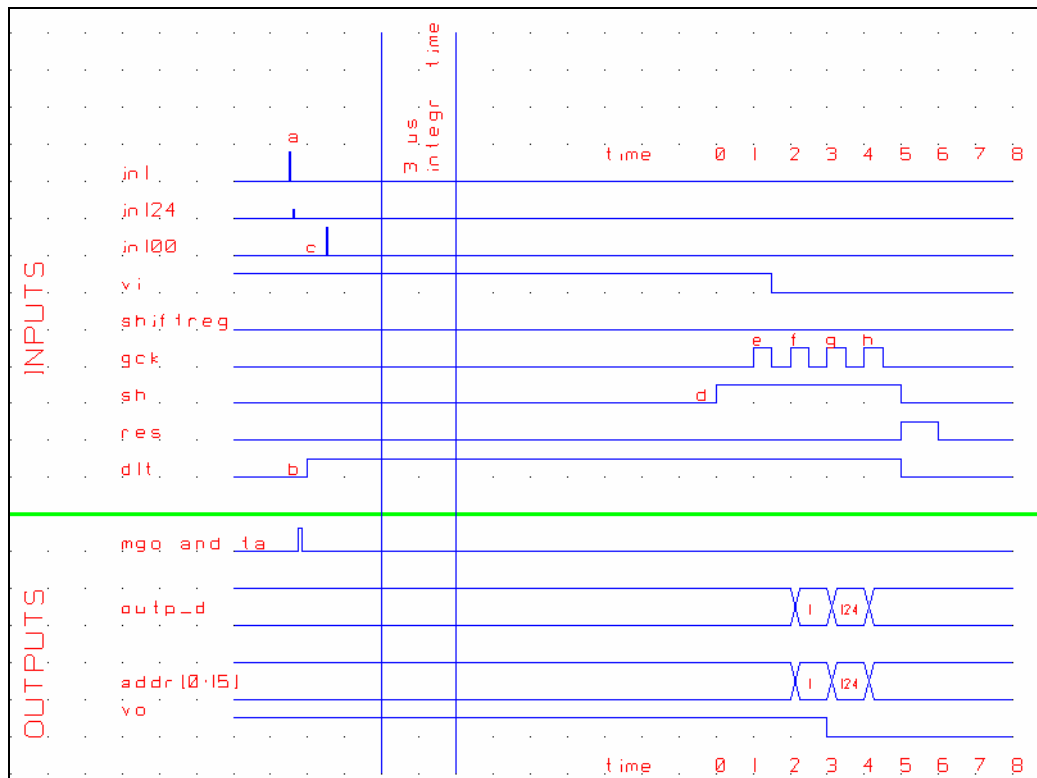 3 us
integr time
a
time 0 1 2 3 4 5 6 7 8
in1
in124
in100 c
INPUTS
vi
shiftreg
gck e f g h
sh d
res
dlt b
mgo and ta
OUTPUTS
outp_d 1 124
addr[0:15] 1 124
vo
time 0 1 2 3 4 5 6 7 8